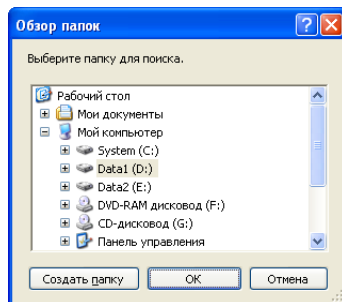 Обзор папок
Выберите папку для поиска.
Рабочий стол
Мои документы
Мой компьютер
System (C:)
Data1 (D:)
Data2 (E:)
DVD-RAM дисковод (F:)
CD-дисковод (G:)
Панель управления
Создать папку
ОК
Отмена